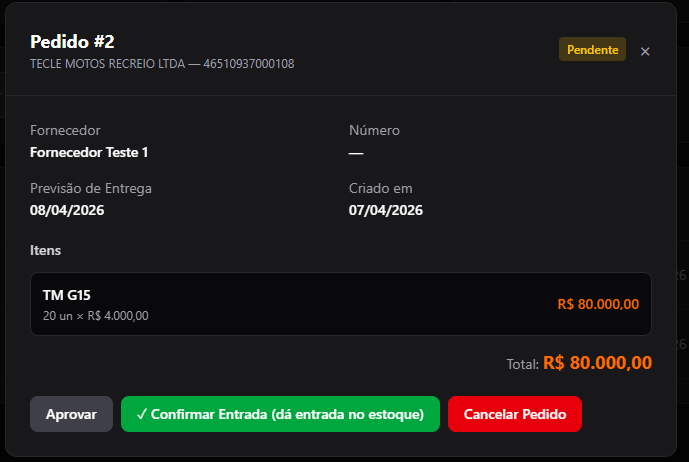 Pedido #2
TECLE MOTOS RECREIO LTDA — 46510937000108
Pendente ×
Fornecedor
Fornecedor Teste 1
Número
—
Previsão de Entrega
08/04/2026
Criado em
07/04/2026
Itens
TM G15
20 un × R$ 4.000,00
R$ 80.000,00
Total: R$ 80.000,00
Aprovar
✓ Confirmar Entrada (dá entrada no estoque)
Cancelar Pedido